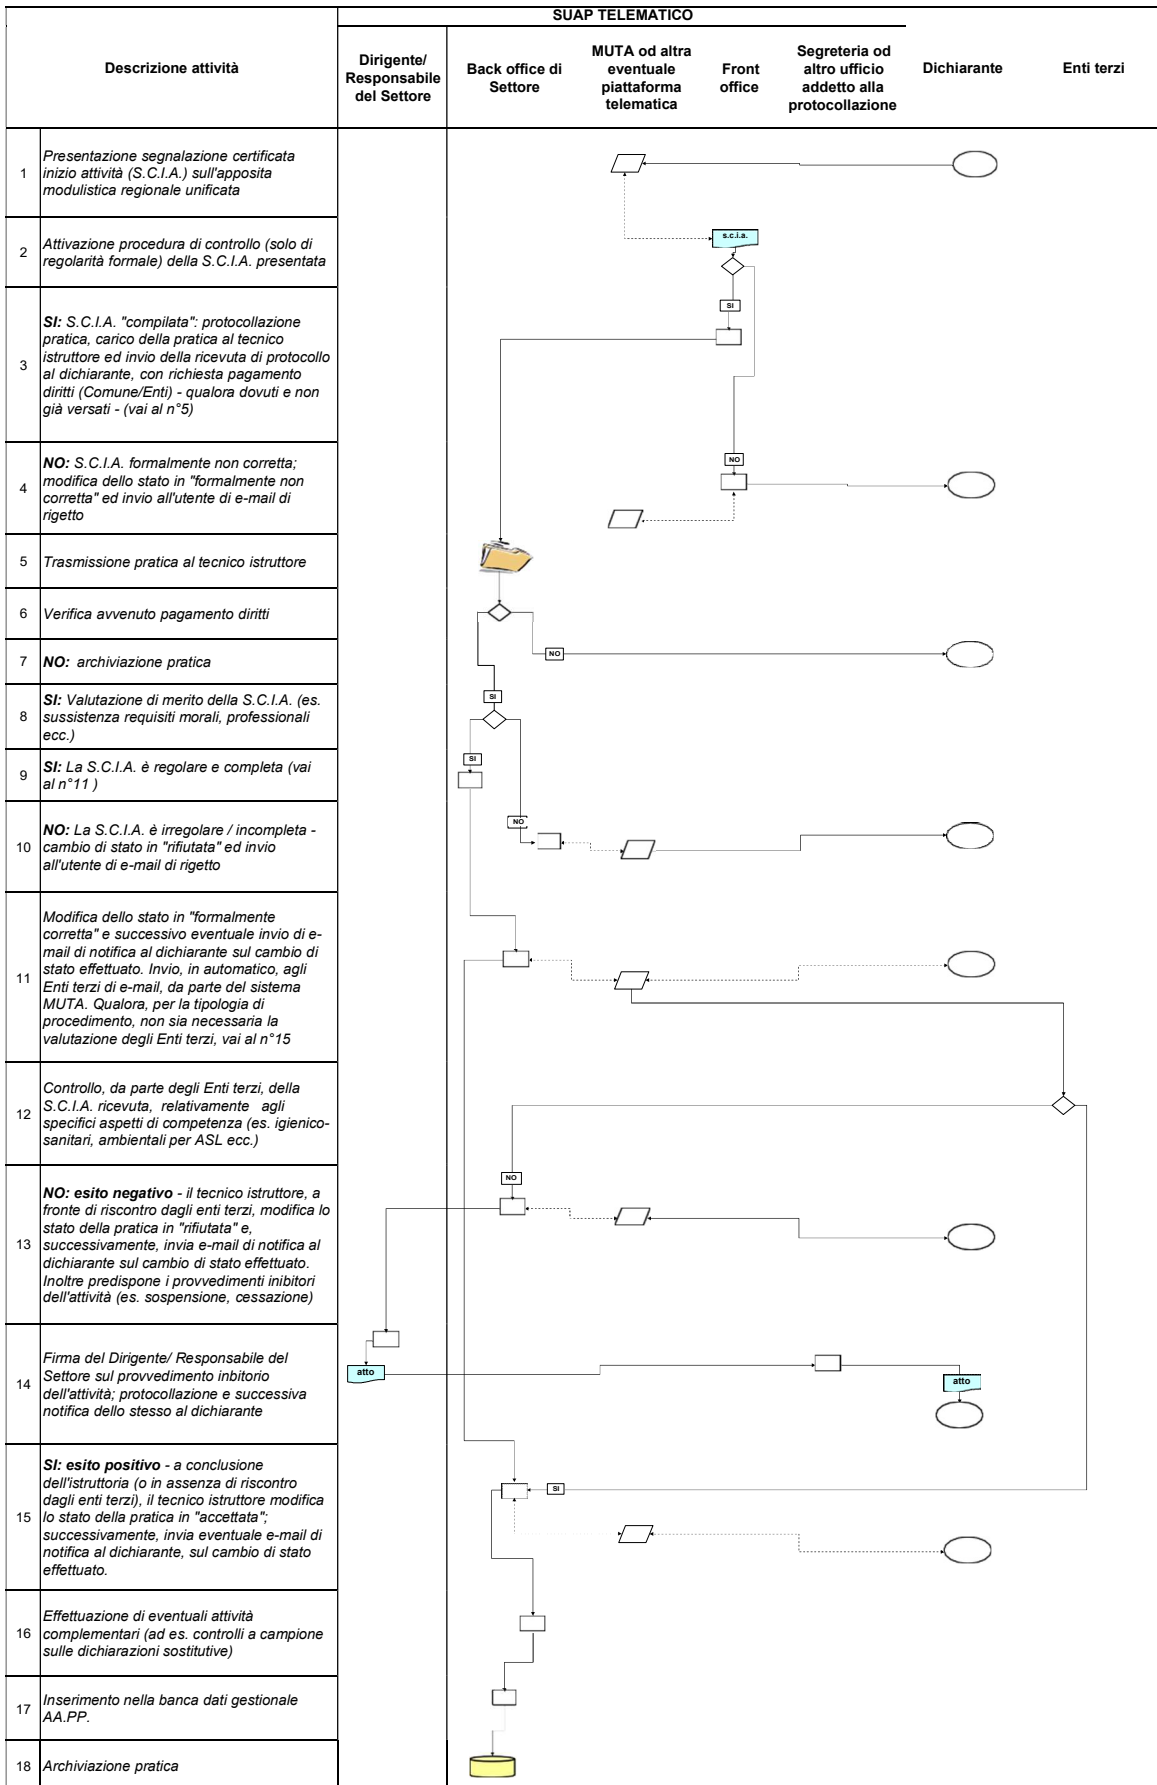 SUAP TELEMATICO
Descrizione attività
Dirigente/
Responsabile
del Settore
Back office di
Settore
MUTA od altra
eventuale
piattaforma
telematica
Front
office
Segreteria od
altro ufficio
addetto alla
protocollazione
Dichiarante
Enti terzi
1
Presentazione segnalazione certificata
inizio attività (S.C.I.A.) sull'apposita
modulistica regionale unificata
2
Attivazione procedura di controllo (solo di
regolarità formale) della S.C.I.A. presentata
s.c.i.a.
SI
3
SI: S.C.I.A. "compilata": protocollazione
pratica, carico della pratica al tecnico
istruttore ed invio della ricevuta di protocollo
al dichiarante, con richiesta pagamento
diritti (Comune/Enti) - qualora dovuti e non
già versati - (vai al n°5)
4
NO: S.C.I.A. formalmente non corretta;
modifica dello stato in "formalmente non
corretta" ed invio all'utente di e-mail di
rigetto
NO
5
Trasmissione pratica al tecnico istruttore
6
Verifica avvenuto pagamento diritti
7
NO: archiviazione pratica
NO
8
SI: Valutazione di merito della S.C.I.A. (es.
sussistenza requisiti morali, professionali
ecc.)
SI
9
SI: La S.C.I.A. è regolare e completa (vai
al n°11 )
SI
10
NO: La S.C.I.A. è irregolare / incompleta -
cambio di stato in "rifiutata" ed invio
all'utente di e-mail di rigetto
NO
11
Modifica dello stato in "formalmente
corretta" e successivo eventuale invio di e-
mail di notifica al dichiarante sul cambio di
stato effettuato. Invio, in automatico, agli
Enti terzi di e-mail, da parte del sistema
MUTA. Qualora, per la tipologia di
procedimento, non sia necessaria la
valutazione degli Enti terzi, vai al n°15
12
Controllo, da parte degli Enti terzi, della
S.C.I.A. ricevuta, relativamente agli
specifici aspetti di competenza (es. igienico-
sanitari, ambientali per ASL ecc.)
13
NO: esito negativo - il tecnico istruttore, a
fronte di riscontro dagli enti terzi, modifica lo
stato della pratica in "rifiutata" e,
successivamente, invia e-mail di notifica al
dichiarante sul cambio di stato effettuato.
Inoltre predispone i provvedimenti inibitori
dell'attività (es. sospensione, cessazione)
NO
14
Firma del Dirigente/ Responsabile del
Settore sul provvedimento inbitorio
dell'attività; protocollazione e successiva
notifica dello stesso al dichiarante
atto
atto
15
SI: esito positivo - a conclusione
dell'istruttoria (o in assenza di riscontro
dagli enti terzi), il tecnico istruttore modifica
lo stato della pratica in "accettata";
successivamente, invia eventuale e-mail di
notifica al dichiarante, sul cambio di stato
effettuato.
SI
16
Effettuazione di eventuali attività
complementari (ad es. controlli a campione
sulle dichiarazioni sostitutive)
17
Inserimento nella banca dati gestionale
AA.PP.
18
Archiviazione pratica